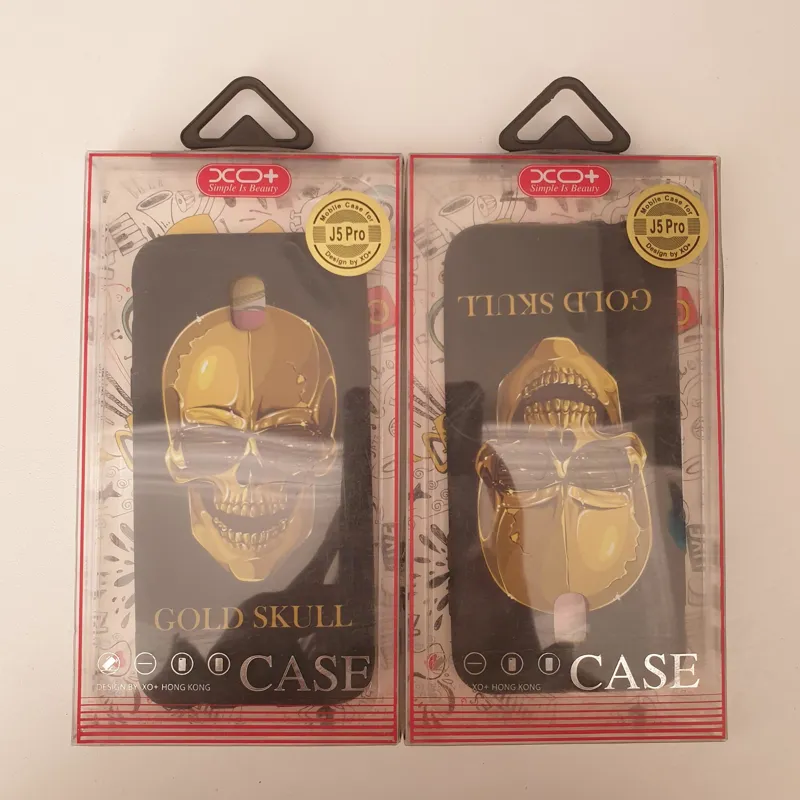 XO+
Simple Is Beauty
Mobile Case for
J5 Pro
Design by XO+
GOLD SKULL
CASE
DESIGN BY XO+ HONG KONG
XO+
Simple Is Beauty
Mobile Case for
J5 Pro
Design by XO+
GOLD SKULL
CASE
XO+ HONG KONG